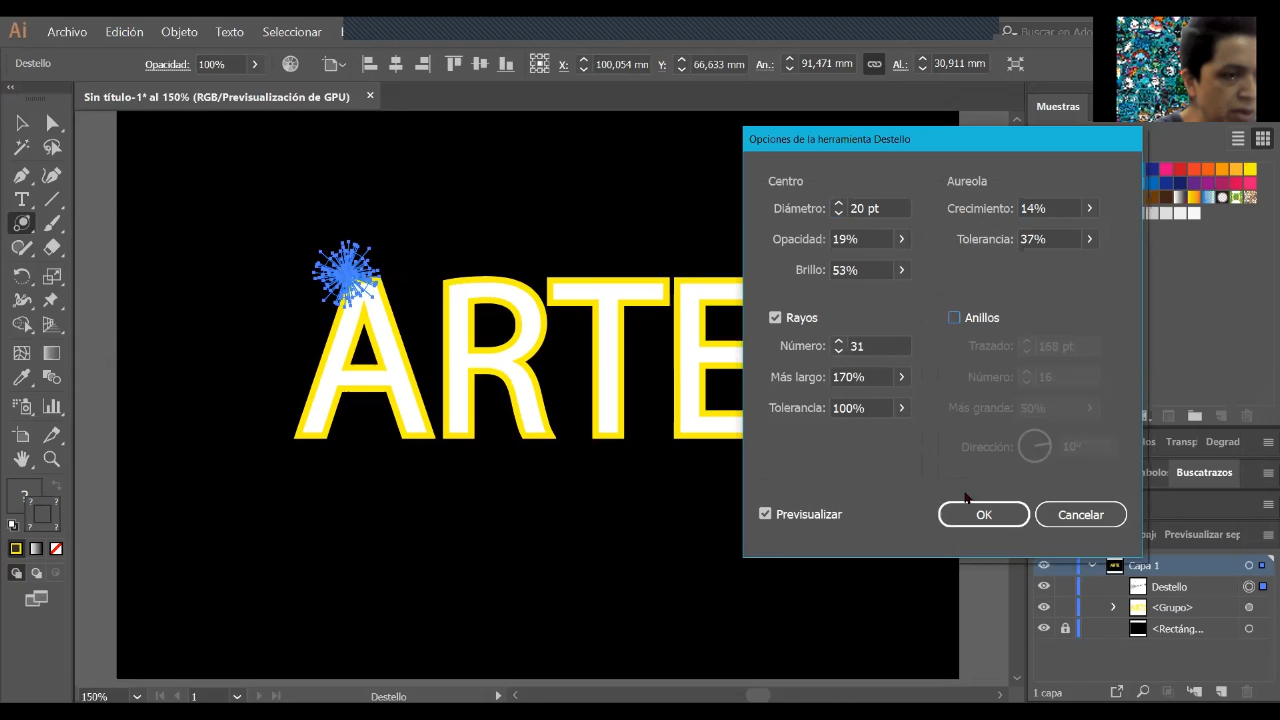 Ai Archivo Edición Objeto Texto Seleccionar
Buscar en Ado
Destello Opacidad: 100% X: 100,054 mm Y: 66,633 mm An.: 91,471 mm Al.: 30,911 mm
Sin título-1* al 150% (RGB/Previsualización de GPU)
Muestras
ARTE
Opciones de la herramienta Destello
Centro Aureola
Diámetro: 20 pt Crecimiento: 14%
Opacidad: 19% Tolerancia: 37%
Brillo: 53%
Rayos Anillos
Número: 31 Trazado: 168 pt
Más largo: 170% Número: 16
Tolerancia: 100% Más grande: 50%
Dirección: 10°
Previsualizar OK Cancelar
Transp Degrad
Buscatrazos
Previsualizar sep
Capa 1
Destello
<Grupo>
<Rectáng...
1 capa
150% 1 Destello